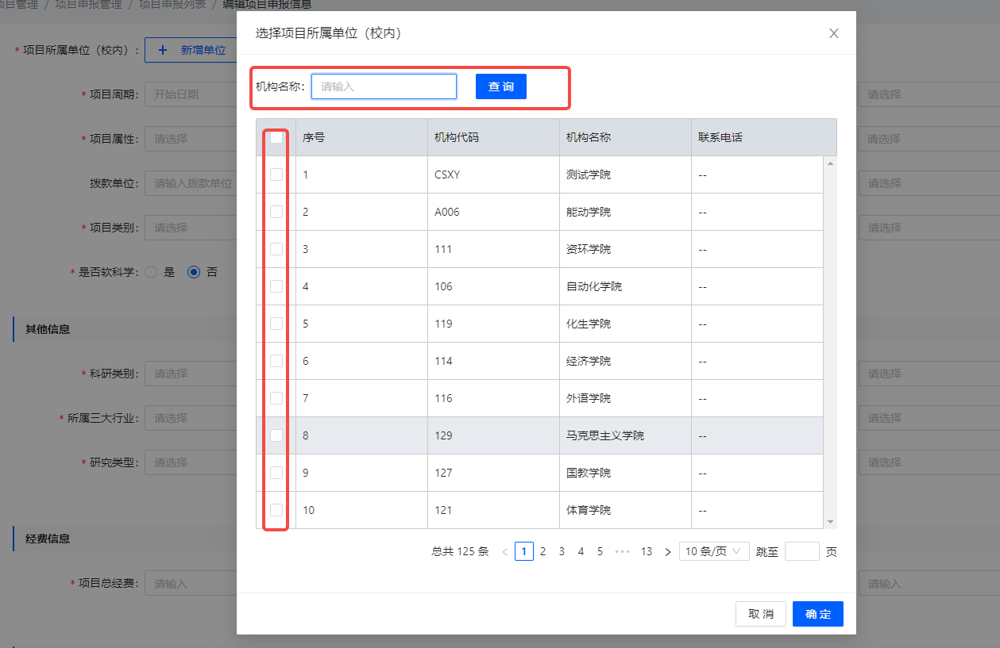 项目管理 / 项目申报管理 / 项目申报列表 / 编辑项目申报信息
选择项目所属单位（校内）
* 项目所属单位（校内）: + 新增单位
机构名称: 请输入 查询
* 项目周期: 开始日期 请选择
* 项目属性: 请选择 请选择
拨款单位: 请输入拨款单位 请选择
* 项目类别: 请选择 请选择
* 是否软科学: 是 否
其他信息
* 科研类别: 请选择 请选择
* 所属三大行业: 请选择 请选择
* 研究类型: 请选择 请选择
经费信息
* 项目总经费: 请输入 请输入
序号 机构代码 机构名称 联系电话
1 CSXY 测试学院 --
2 A006 能动学院 --
3 111 资环学院 --
4 106 自动化学院 --
5 119 化生学院 --
6 114 经济学院 --
7 116 外语学院 --
8 129 马克思主义学院 --
9 127 国教学院 --
10 121 体育学院 --
总共 125 条 < 1 2 3 4 5 ••• 13 > 10 条/页 跳至 页
取消 确定